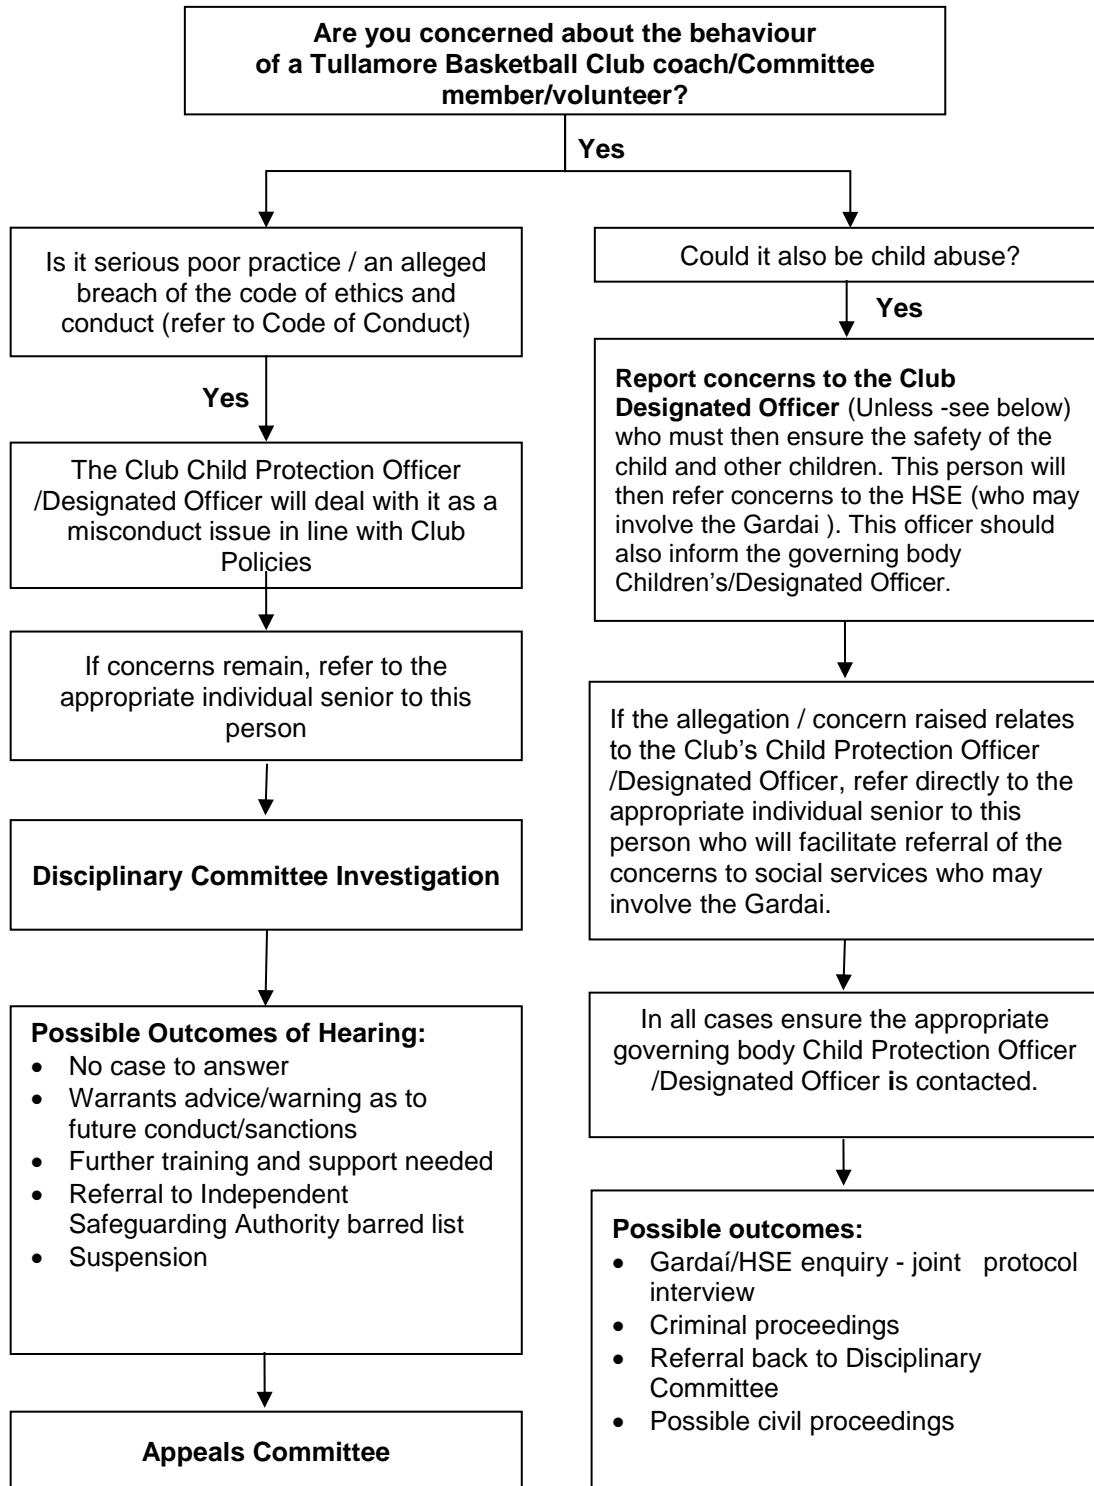 Are you concerned about the behaviour
of a Tullamore Basketball Club coach/Committee
member/volunteer?
Yes
Is it serious poor practice / an alleged
breach of the code of ethics and
conduct (refer to Code of Conduct)
Yes
The Club Child Protection Officer
/Designated Officer will deal with it as a
misconduct issue in line with Club
Policies
If concerns remain, refer to the
appropriate individual senior to this
person
Disciplinary Committee Investigation
Possible Outcomes of Hearing:
• No case to answer
• Warrants advice/warning as to
future conduct/sanctions
• Further training and support needed
• Referral to Independent
Safeguarding Authority barred list
• Suspension
Appeals Committee
Could it also be child abuse?
Yes
Report concerns to the Club
Designated Officer (Unless -see below)
who must then ensure the safety of the
child and other children. This person will
then refer concerns to the HSE (who may
involve the Gardai ). This officer should
also inform the governing body
Children's/Designated Officer.
If the allegation / concern raised relates
to the Club's Child Protection Officer
/Designated Officer, refer directly to the
appropriate individual senior to this
person who will facilitate referral of the
concerns to social services who may
involve the Gardai.
In all cases ensure the appropriate
governing body Child Protection Officer
/Designated Officer is contacted.
Possible outcomes:
• Gardaí/HSE enquiry - joint protocol
interview
• Criminal proceedings
• Referral back to Disciplinary
Committee
• Possible civil proceedings